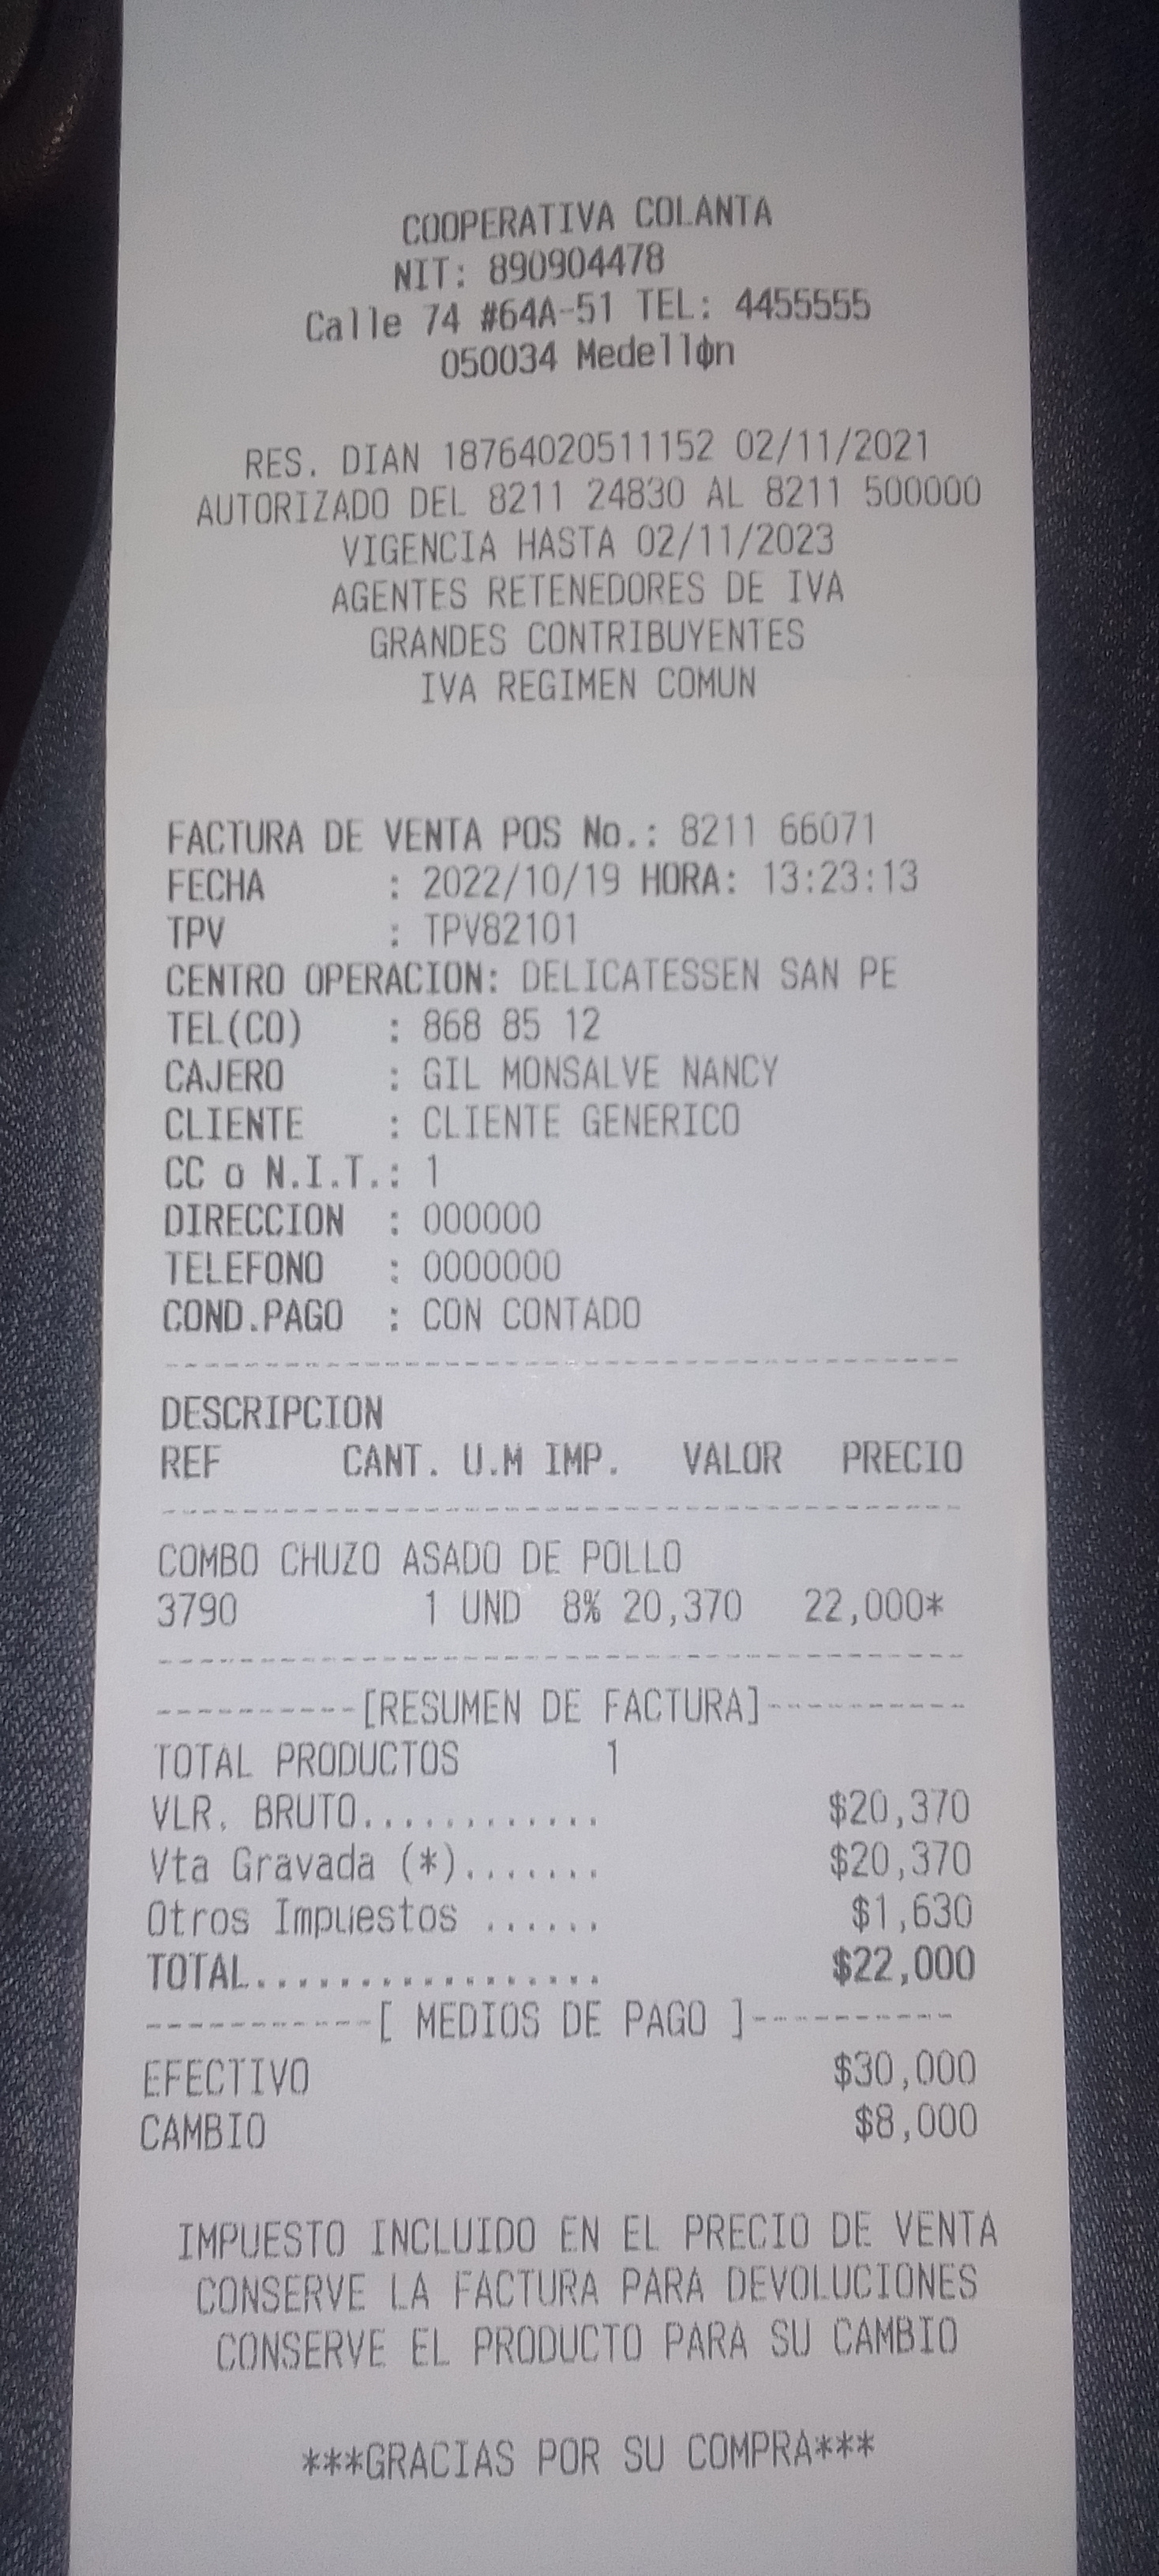 COOPERATIVA COLANTA
NIT: 890904478
Calle 74 #64A-51 TEL: 4455555
050034 Medellφn
RES. DIAN 18764020511152 02/11/2021
AUTORIZADO DEL 8211 24830 AL 8211 500000
VIGENCIA HASTA 02/11/2023
AGENTES RETENEDORES DE IVA
GRANDES CONTRIBUYENTES
IVA REGIMEN COMUN
FACTURA DE VENTA POS No.: 8211 66071
FECHA : 2022/10/19 HORA: 13:23:13
TPV : TPV82101
CENTRO OPERACION: DELICATESSEN SAN PE
TEL(CO) : 868 85 12
CAJERO : GIL MONSALVE NANCY
CLIENTE : CLIENTE GENERICO
CC o N.I.T.: 1
DIRECCION : 000000
TELEFONO : 0000000
COND.PAGO : CON CONTADO
----------------------------------------
DESCRIPCION
REF CANT. U.M IMP. VALOR PRECIO
----------------------------------------
COMBO CHUZO ASADO DE POLLO
3790 1 UND 8% 20,370 22,000*
----------------------------------------
----------[RESUMEN DE FACTURA]----------
TOTAL PRODUCTOS 1
VLR. BRUTO............ $20,370
Vta Gravada (*)....... $20,370
Otros Impuestos ...... $1,630
TOTAL................. $22,000
-----------[ MEDIOS DE PAGO ]----------
EFECTIVO $30,000
CAMBIO $8,000
IMPUESTO INCLUIDO EN EL PRECIO DE VENTA
CONSERVE LA FACTURA PARA DEVOLUCIONES
CONSERVE EL PRODUCTO PARA SU CAMBIO
***GRACIAS POR SU COMPRA***